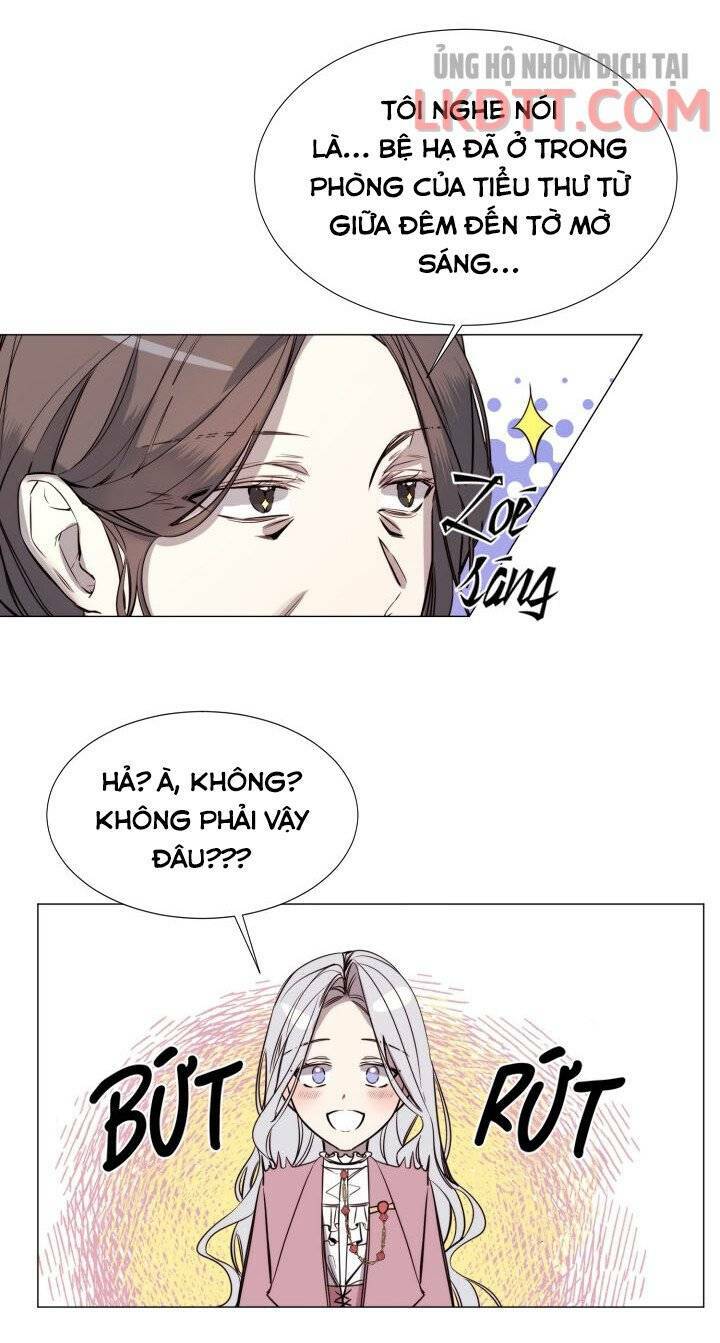 ỦNG HỘ NHÓM DỊCH TẠI
LKDTT.COM
TÔI NGHE NÓI
LÀ... BỆ HẠ ĐÃ Ở TRONG
PHÒNG CỦA TIỂU THƯ TỪ
GIỮA ĐÊM ĐẾN TỜ MỜ
SÁNG...
Zoé
sáng
HẢ? À, KHÔNG?
KHÔNG PHẢI VẬY
ĐÂU???
BỨT
RỨT